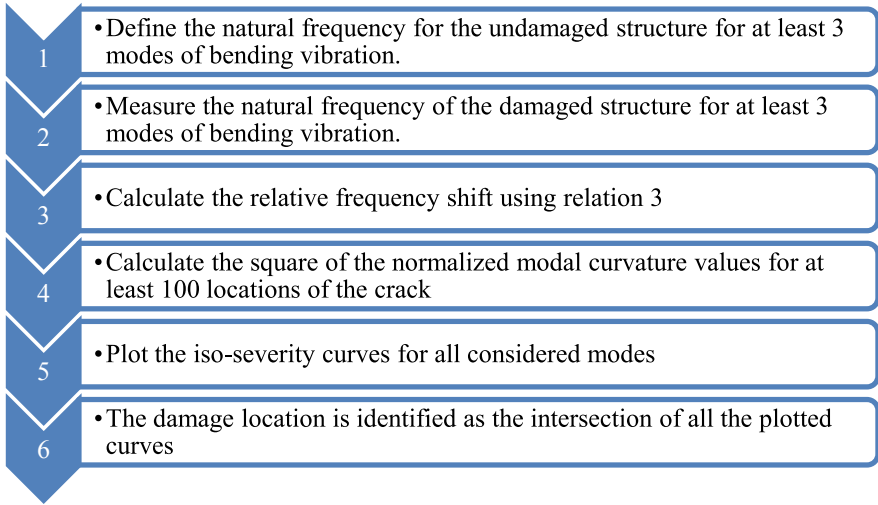 1
•Define the natural frequency for the undamaged structure for at least 3
modes of bending vibration.
2
•Measure the natural frequency of the damaged structure for at least 3
modes of bending vibration.
3
•Calculate the relative frequency shift using relation 3
4
•Calculate the square of the normalized modal curvature values for at
least 100 locations of the crack
5
•Plot the iso-severity curves for all considered modes
6
•The damage location is identified as the intersection of all the plotted
curves